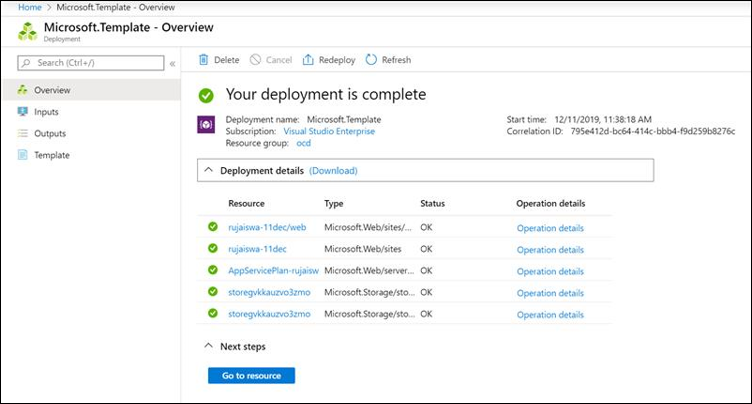 Home > Microsoft.Template - Overview
Microsoft.Template - Overview
Deployment
Search (Ctrl+/)
«
Overview
Inputs
Outputs
Template
Delete Cancel Redeploy Refresh
Your deployment is complete
Deployment name: Microsoft.Template
Subscription: Visual Studio Enterprise
Resource group: ocd
Start time: 12/11/2019, 11:38:18 AM
Correlation ID: 795e412d-bc64-414c-bbb4-f9d259b8276c
Deployment details (Download)
Resource Type Status Operation details
rujaiswa-11dec/web Microsoft.Web/sites/... OK Operation details
rujaiswa-11dec Microsoft.Web/sites OK Operation details
AppServicePlan-rujaisw Microsoft.Web/server... OK Operation details
storegvkkauzvo3zmo Microsoft.Storage/sto... OK Operation details
storegvkkauzvo3zmo Microsoft.Storage/sto... OK Operation details
Next steps
Go to resource